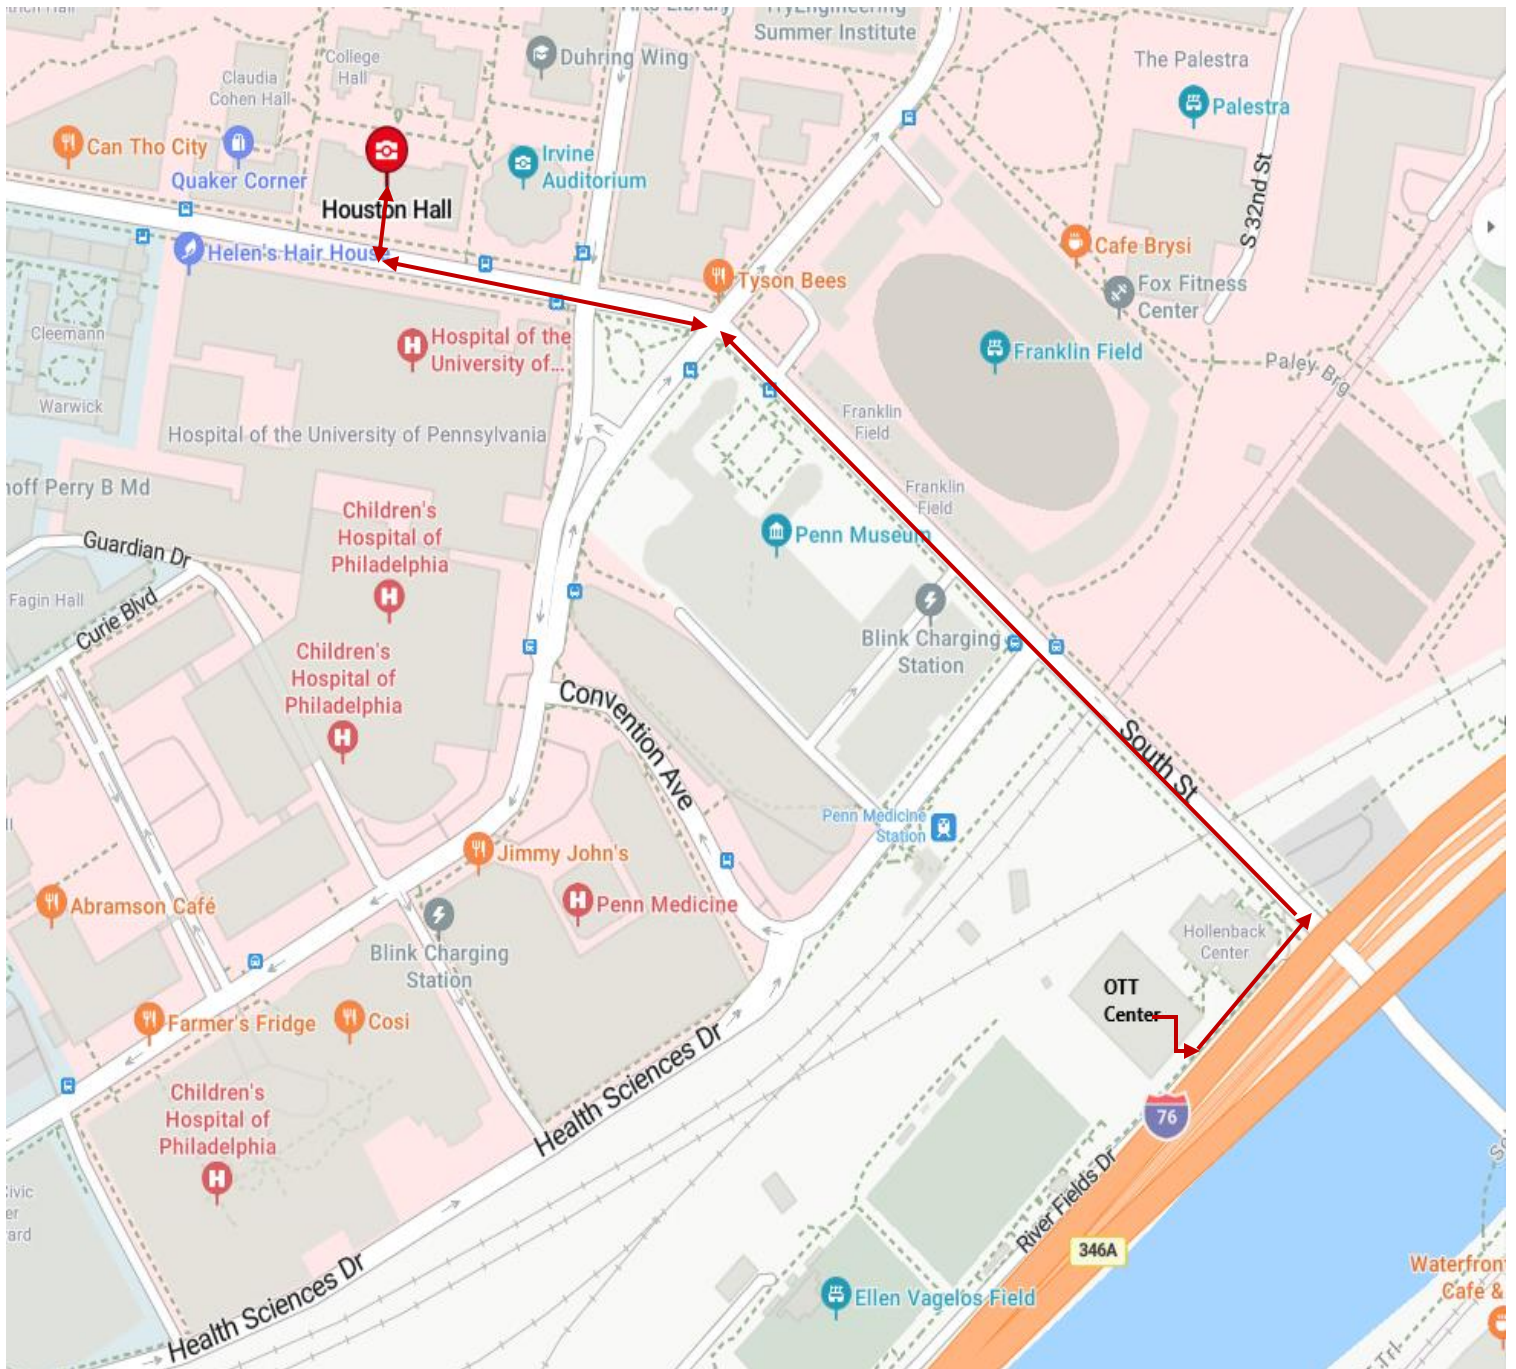 Summer Institute
Duhring Wing
College
Hall
Claudia
Cohen Hall
The Palestra
Palestra
Can Tho City
Quaker Corner
Irvine
Auditorium
Houston Hall
S 32nd St
Helen's Hair House
Cafe Brysi
Tyson Bees
Fox Fitness
Center
Cleemann
Hospital of the
University of...
Franklin Field
Paley Brg
Warwick
Franklin
Field
Hospital of the University of Pennsylvania
Perry B Md
Franklin
Field
Children's
Hospital of
Philadelphia
Penn Museum
Guardian Dr
Fagin Hall
Curie Blvd
Blink Charging
Station
Children's
Hospital of
Philadelphia
Convention Ave
South St
Penn Medicine
Station
Jimmy John's
Abramson Café
Penn Medicine
Hollenback
Center
Blink Charging
Station
OTT
Center
Farmer's Fridge
Cosi
Health Sciences Dr
Children's
Hospital of
Philadelphia
76
River Fields Dr
346A
Health Sciences Dr
Ellen Vagelos Field
Waterfron
Cafe &
Trl